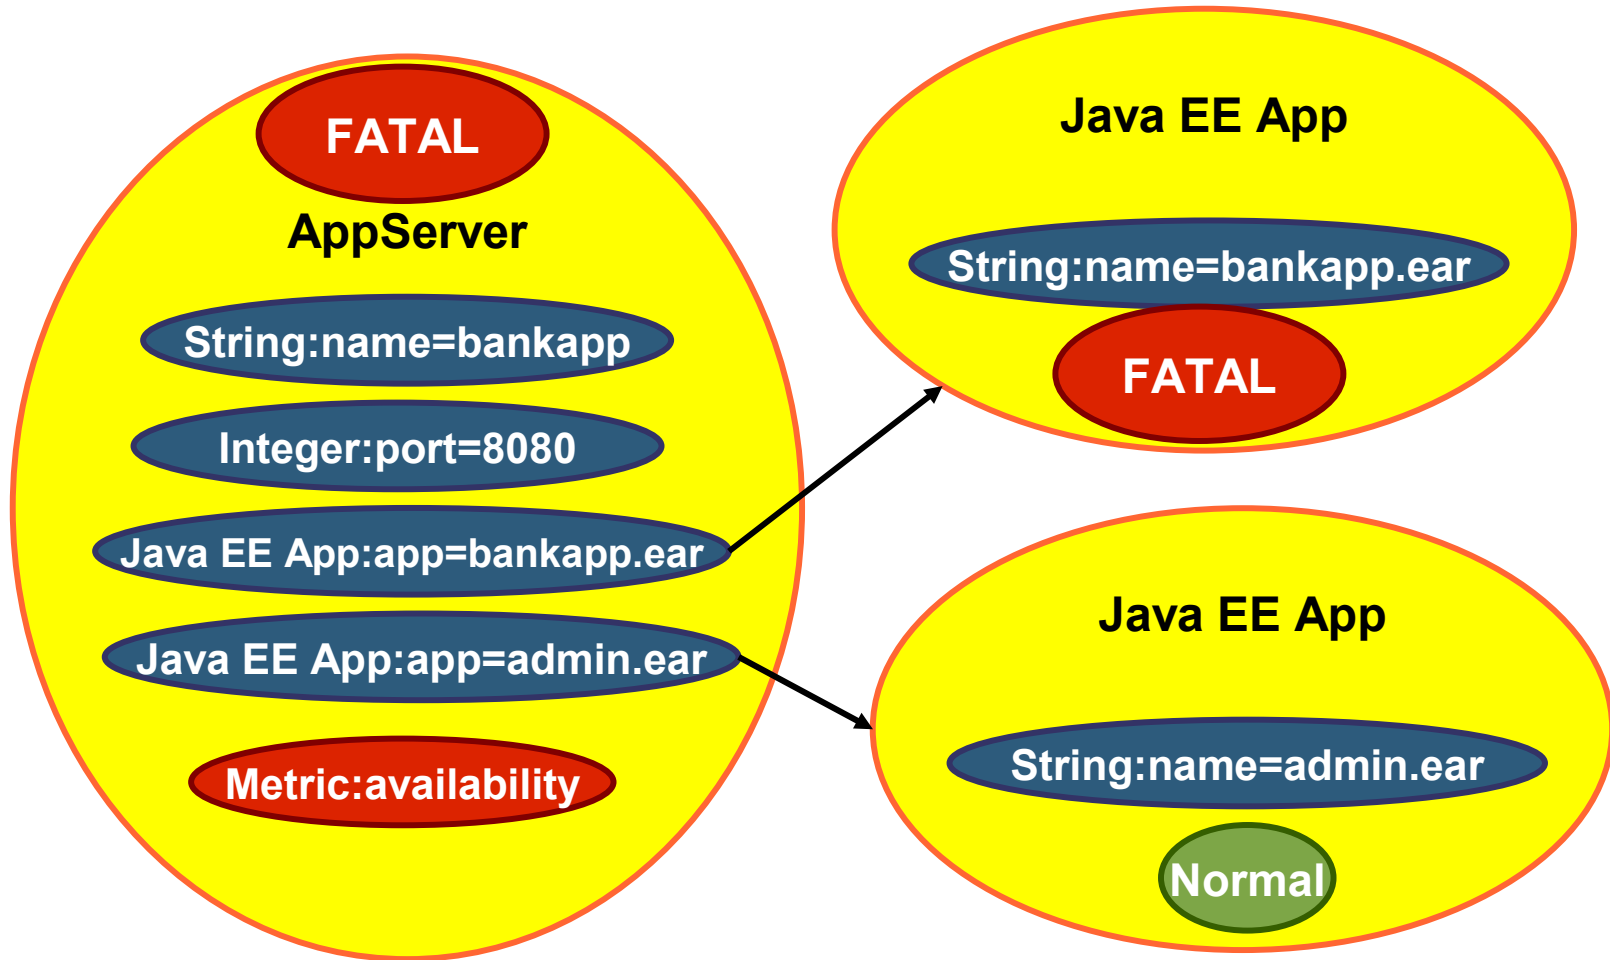 FATAL
AppServer
String:name=bankapp
Integer:port=8080
Java EE App:app=bankapp.ear
Java EE App:app=admin.ear
Metric:availability
Java EE App
String:name=bankapp.ear
FATAL
Java EE App
String:name=admin.ear
Normal